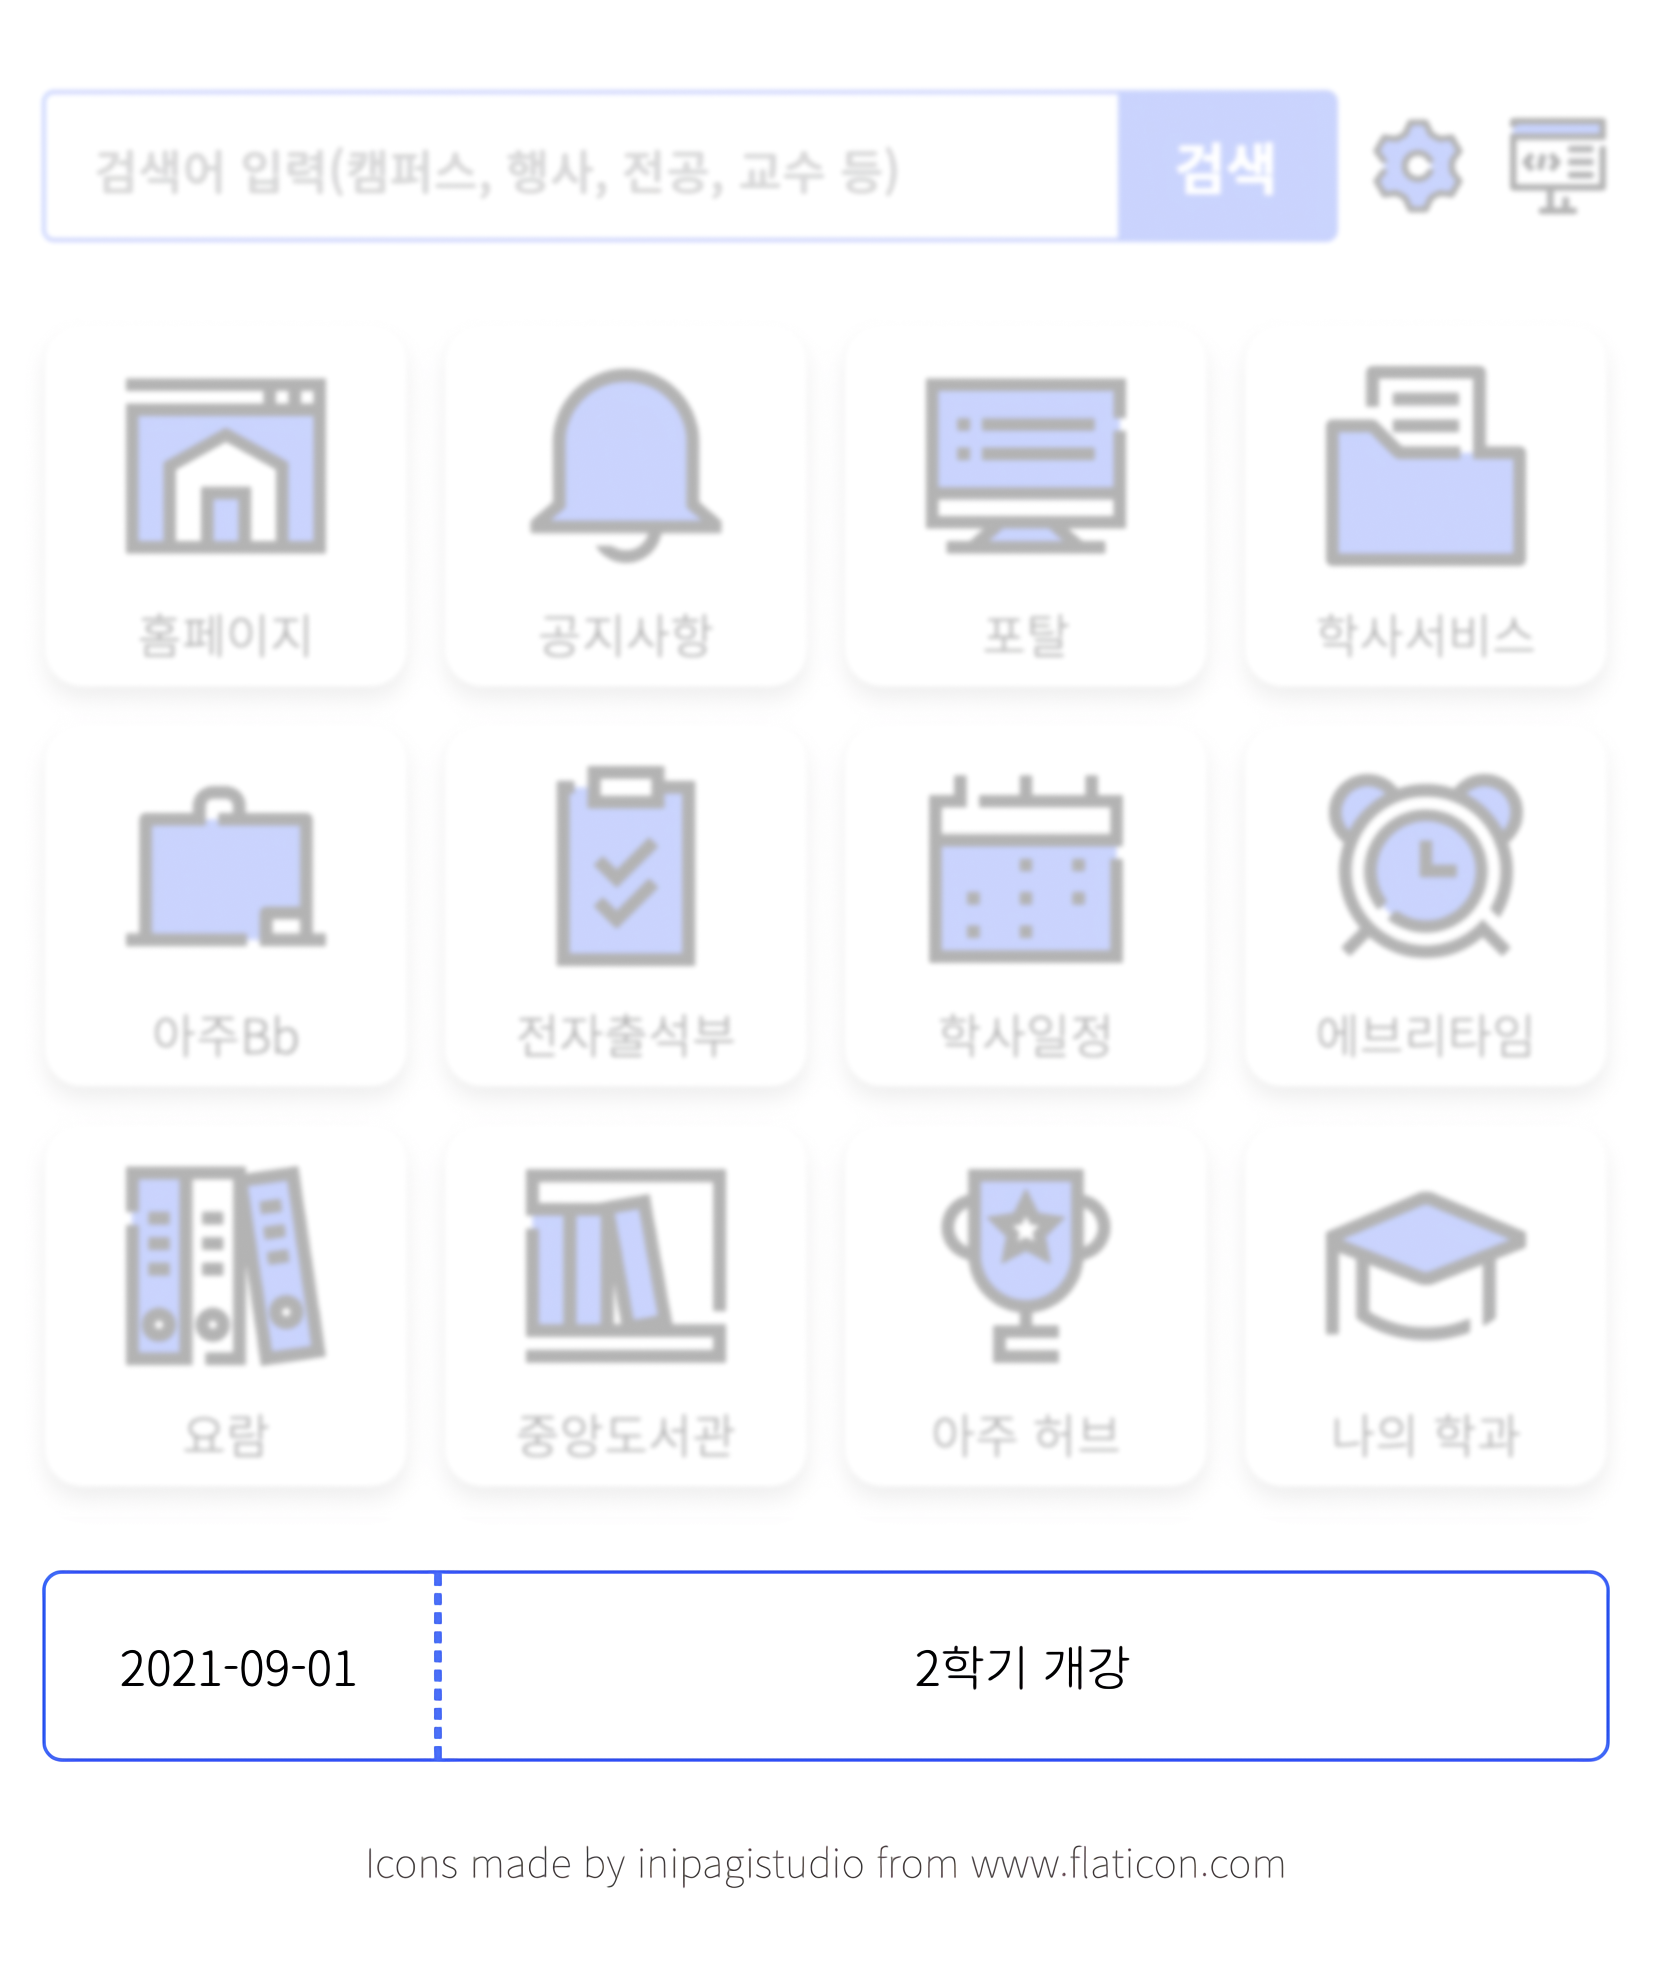 검색어 입력(캠퍼스, 행사, 전공, 교수 등) 검색
홈페이지 공지사항 포탈 학사서비스
아주Bb 전자출석부 학사일정 에브리타임
요람 중앙도서관 아주 허브 나의 학과
2021-09-01 2학기 개강
Icons made by inipagistudio from www.flaticon.com